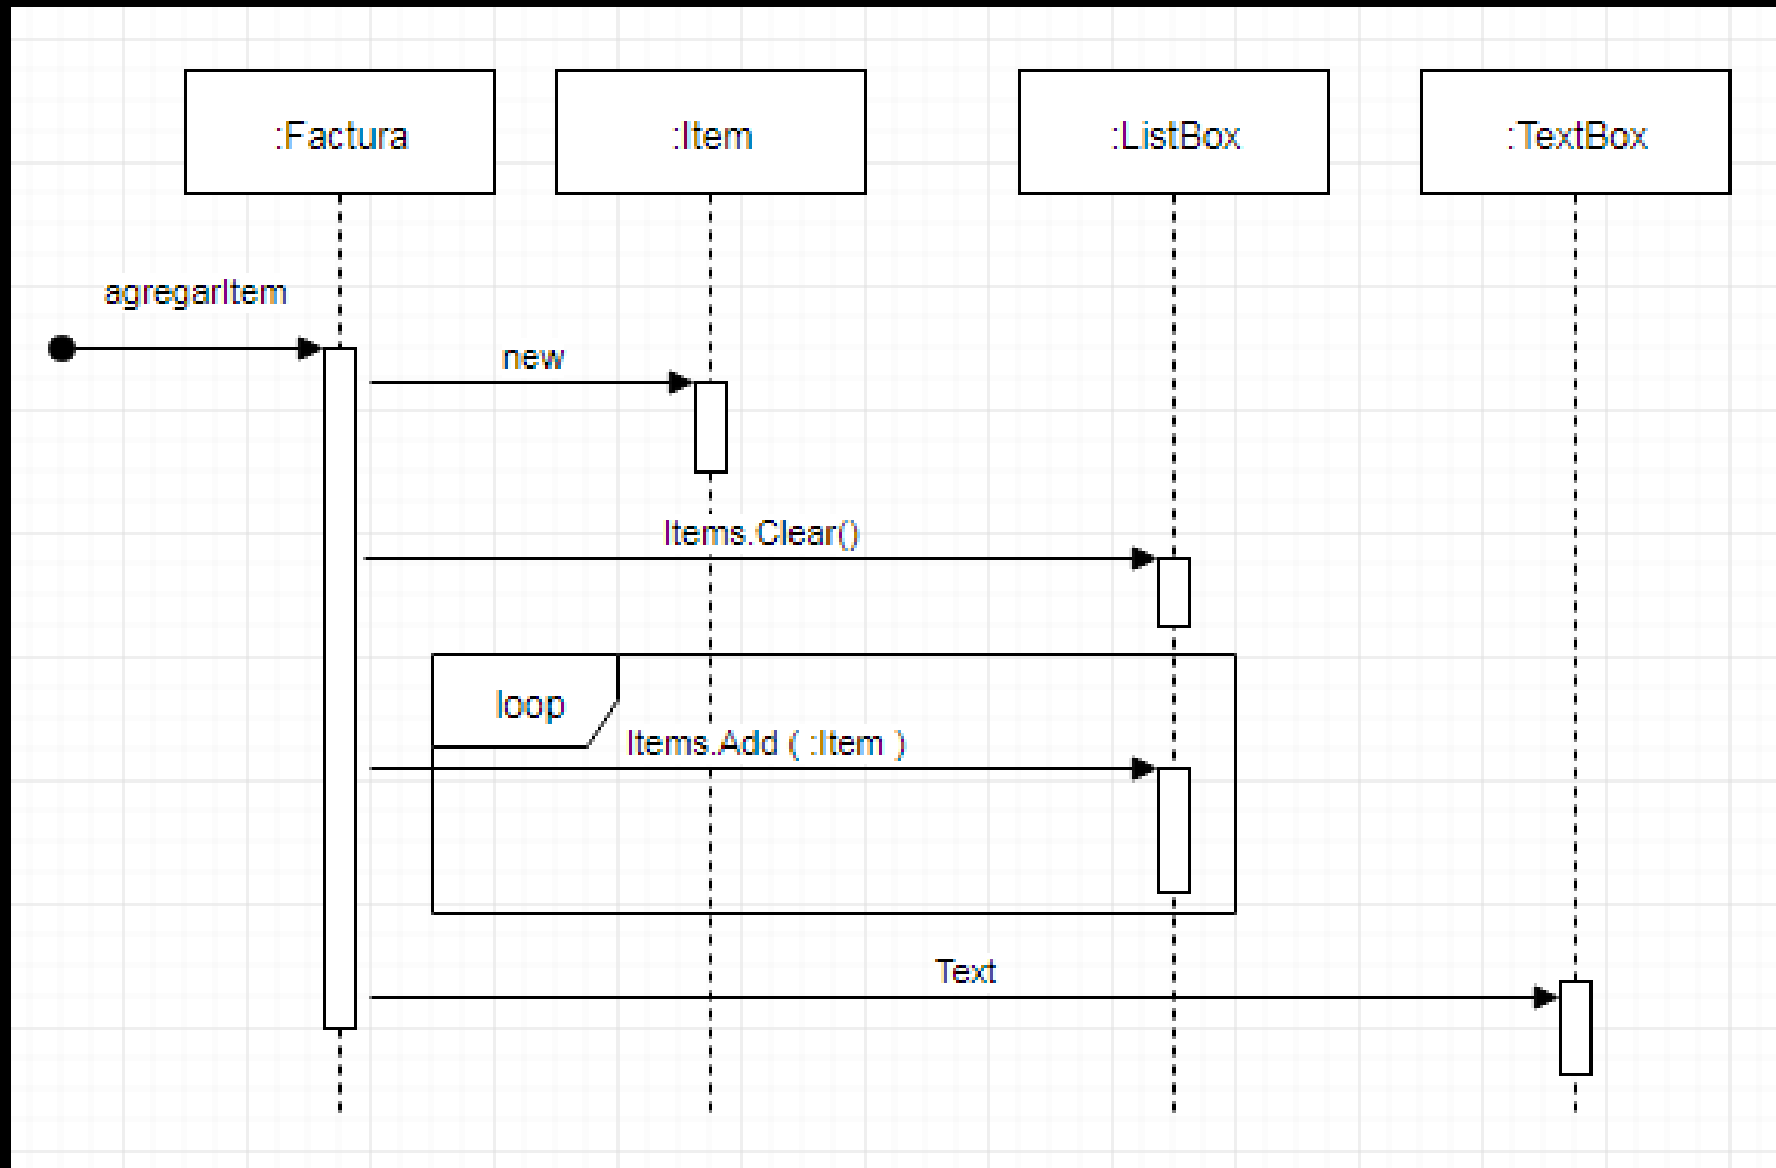 :Factura
:Item
:ListBox
:TextBox
agregarItem
new
Items.Clear()
loop
Items.Add ( :Item )
Text